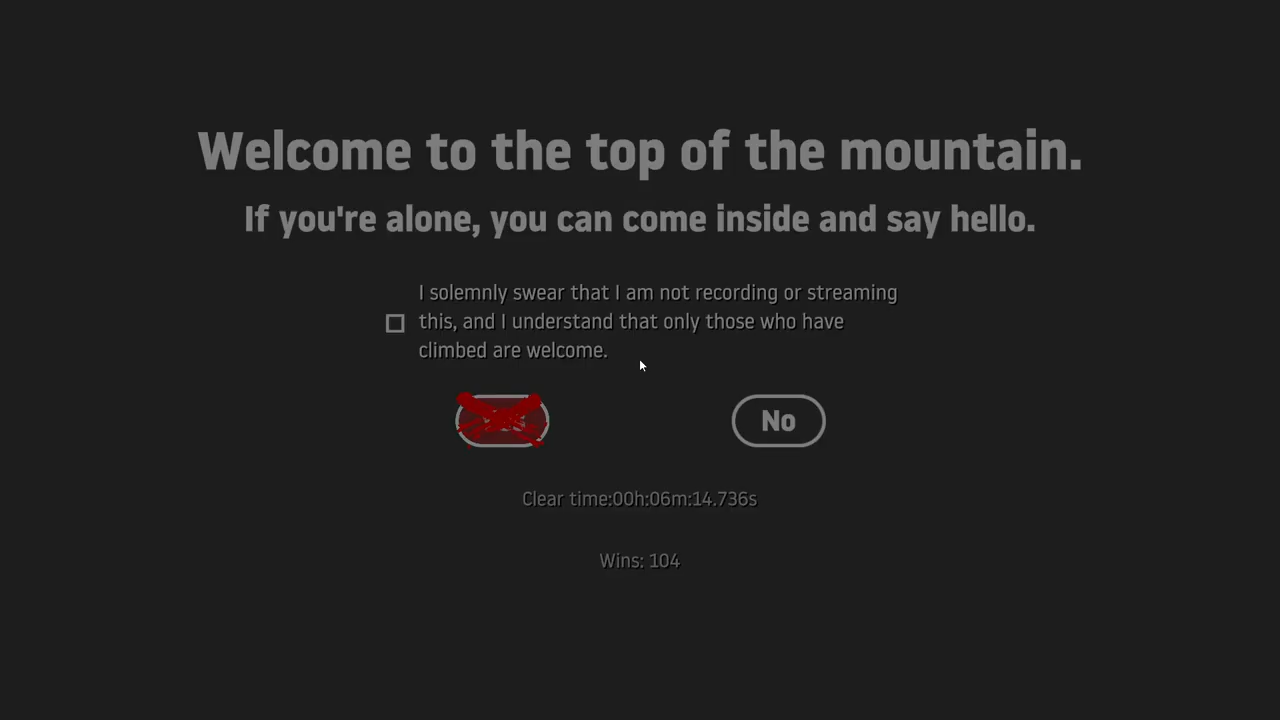 Welcome to the top of the mountain.
If you're alone, you can come inside and say hello.
I solemnly swear that I am not recording or streaming
this, and I understand that only those who have
climbed are welcome.
No
Clear time:00h:06m:14.736s
Wins: 104